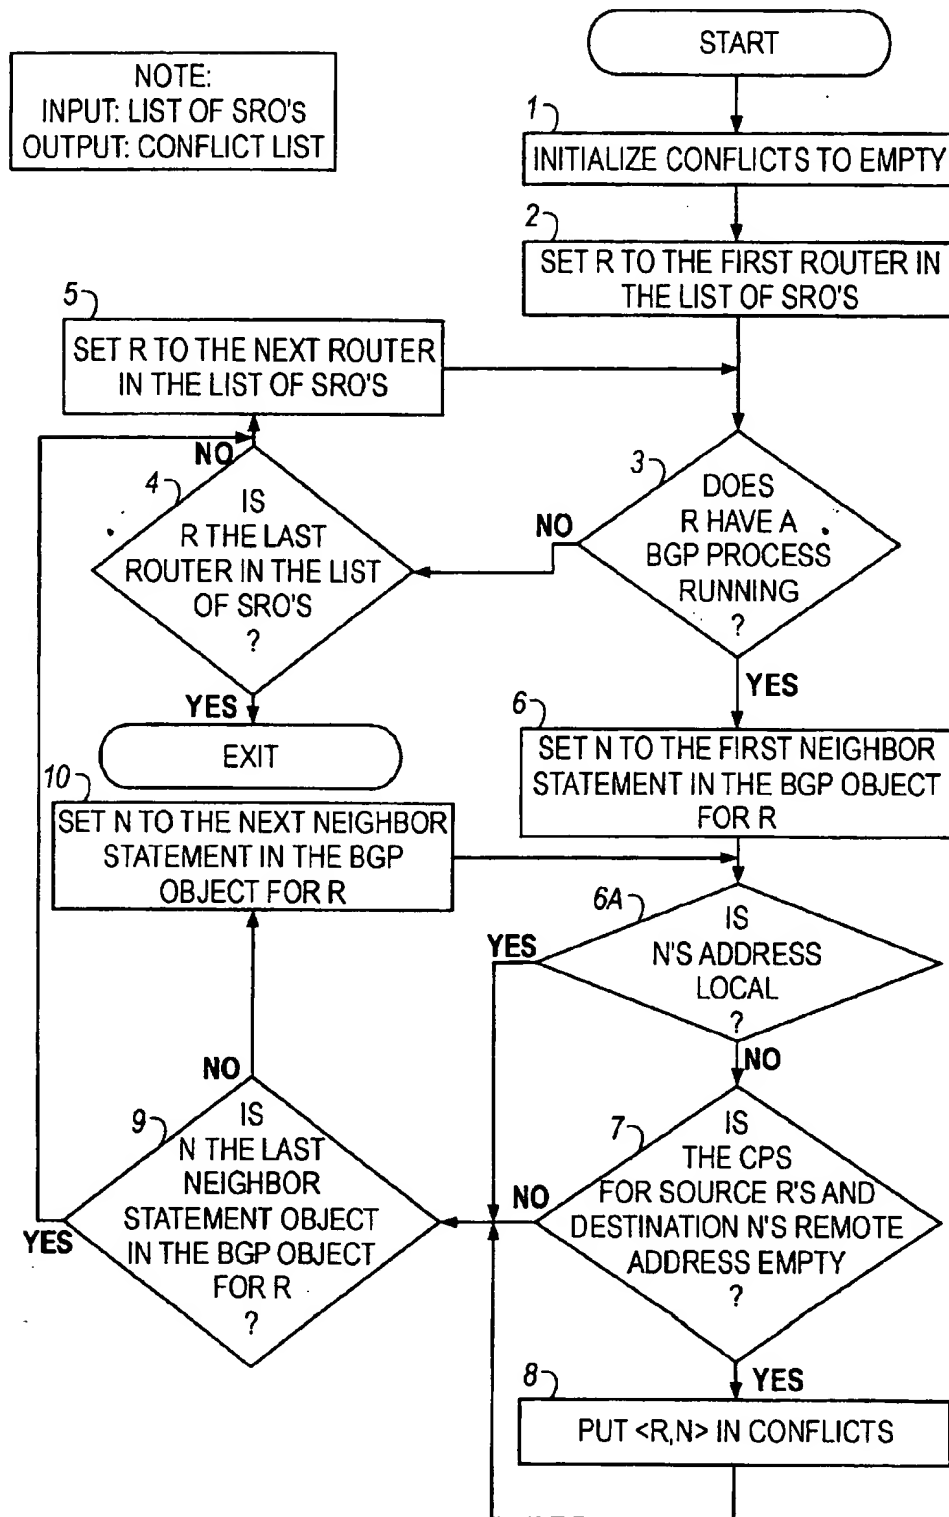 START
NOTE:
INPUT: LIST OF SRO'S
OUTPUT: CONFLICT LIST
1
INITIALIZE CONFLICTS TO EMPTY
2
SET R TO THE FIRST ROUTER IN
THE LIST OF SRO'S
5
SET R TO THE NEXT ROUTER
IN THE LIST OF SRO'S
NO
4
IS
R THE LAST
ROUTER IN THE LIST
OF SRO'S
?
YES
EXIT
3
DOES
R HAVE A
BGP PROCESS
RUNNING
?
NO
YES
6
SET N TO THE FIRST NEIGHBOR
STATEMENT IN THE BGP OBJECT
FOR R
10
SET N TO THE NEXT NEIGHBOR
STATEMENT IN THE BGP
OBJECT FOR R
6A
IS
N'S ADDRESS
LOCAL
?
YES
NO
NO
9
IS
N THE LAST
NEIGHBOR
STATEMENT OBJECT
IN THE BGP OBJECT
FOR R
?
YES
7
IS
THE CPS
FOR SOURCE R'S AND
DESTINATION N'S REMOTE
ADDRESS EMPTY
?
NO
YES
8
PUT <R,N> IN CONFLICTS